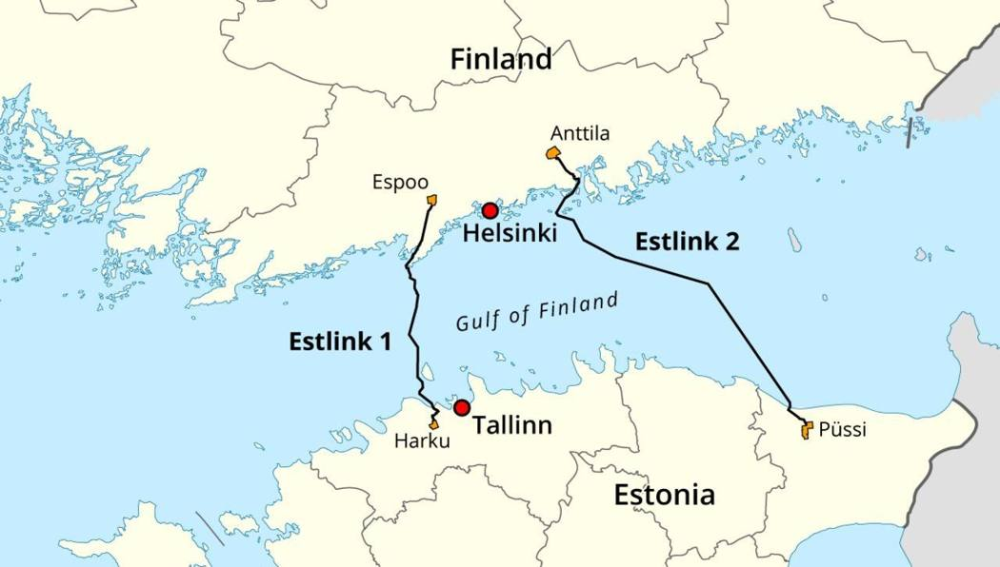 Finland
Anttila
Espoo
Helsinki
Estlink 2
Gulf of Finland
Estlink 1
Tallinn
Harku
Püssi
Estonia